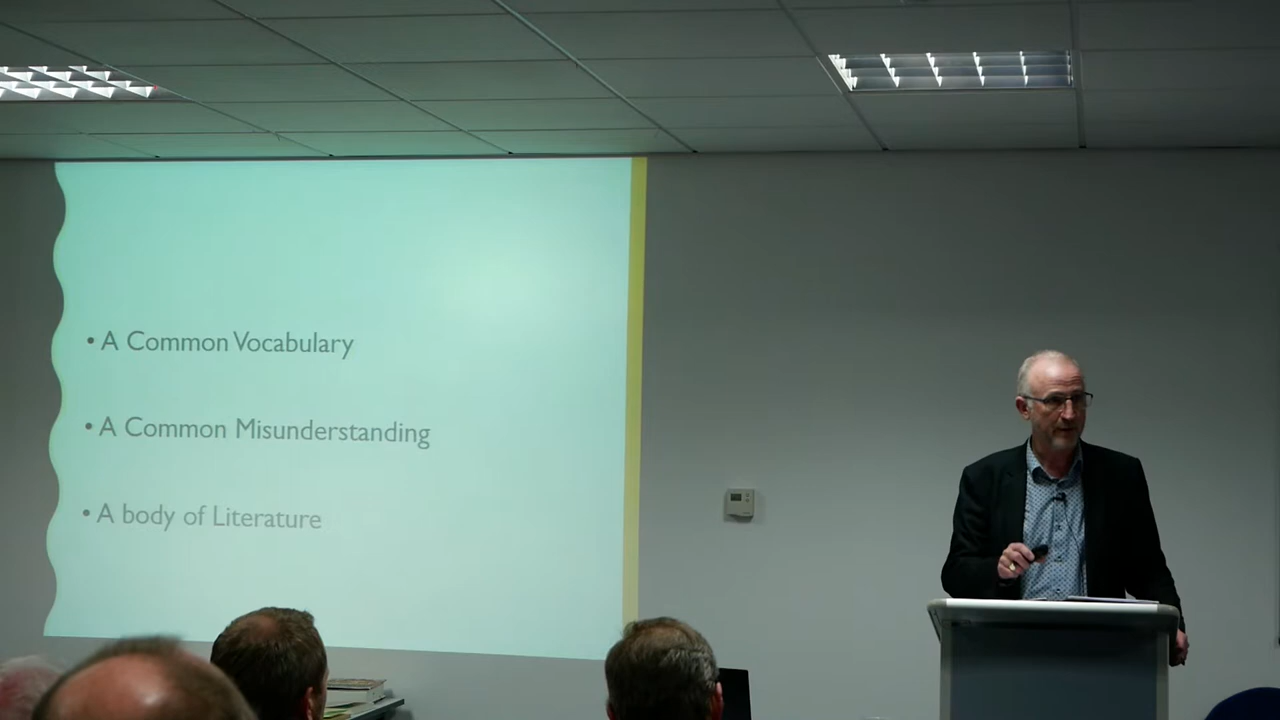 • A Common Vocabulary
• A Common Misunderstanding
• A body of Literature